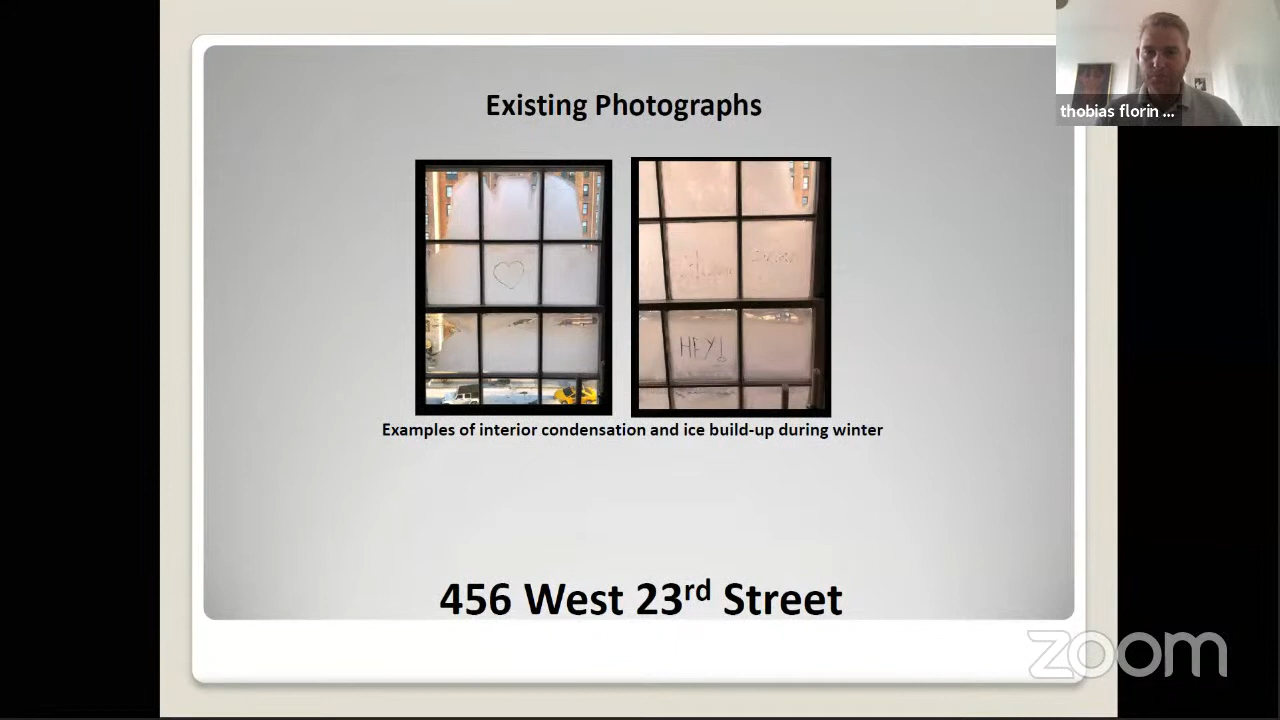 Existing Photographs
thobias florin ...
HEY!
Examples of interior condensation and ice build-up during winter
456 West 23rd Street
zoom